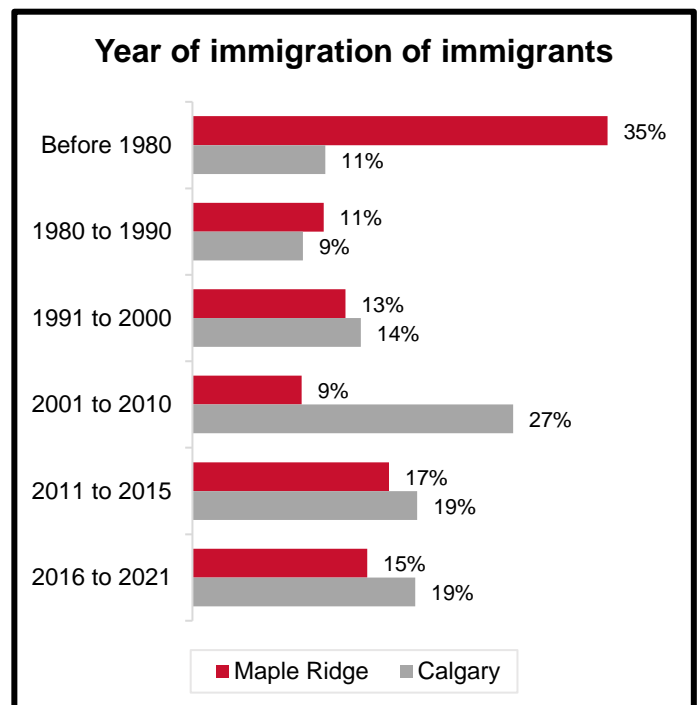 Year of immigration of immigrants
Before 1980
35%
11%
1980 to 1990
11%
9%
1991 to 2000
13%
14%
2001 to 2010
9%
27%
2011 to 2015
17%
19%
2016 to 2021
15%
19%
Maple Ridge Calgary